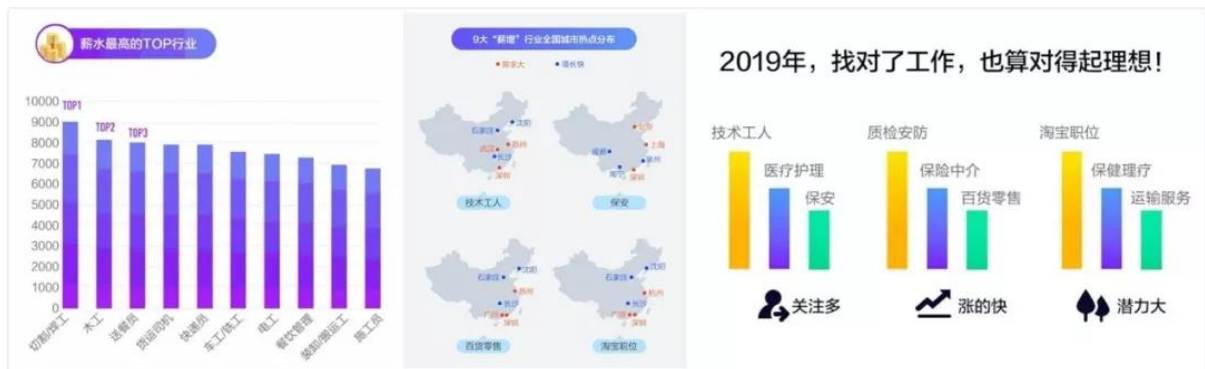 薪水最高的TOP行业
10000
9000
8000
7000
6000
5000
4000
3000
2000
1000
0
TOP1
TOP2
TOP3
切割/焊工
木工
送餐员
货运司机
快递员
车工/铣工
电工
餐饮管理
装卸/搬运工
施工员
9大“薪增”行业全国城市热点分布
需求大
增长快
石家庄
沈阳
武汉
苏州
长沙
深圳
技术工人
北京
上海
成都
泉州
南宁
深圳
保安
石家庄
沈阳
苏州
长沙
广州
深圳
百货零售
石家庄
沈阳
杭州
长沙
广州
深圳
淘宝职位
2019年，找对了工作，也算对得起理想！
技术工人
医疗护理
保安
关注多
质检安防
保险中介
百货零售
涨的快
淘宝职位
保健理疗
运输服务
潜力大